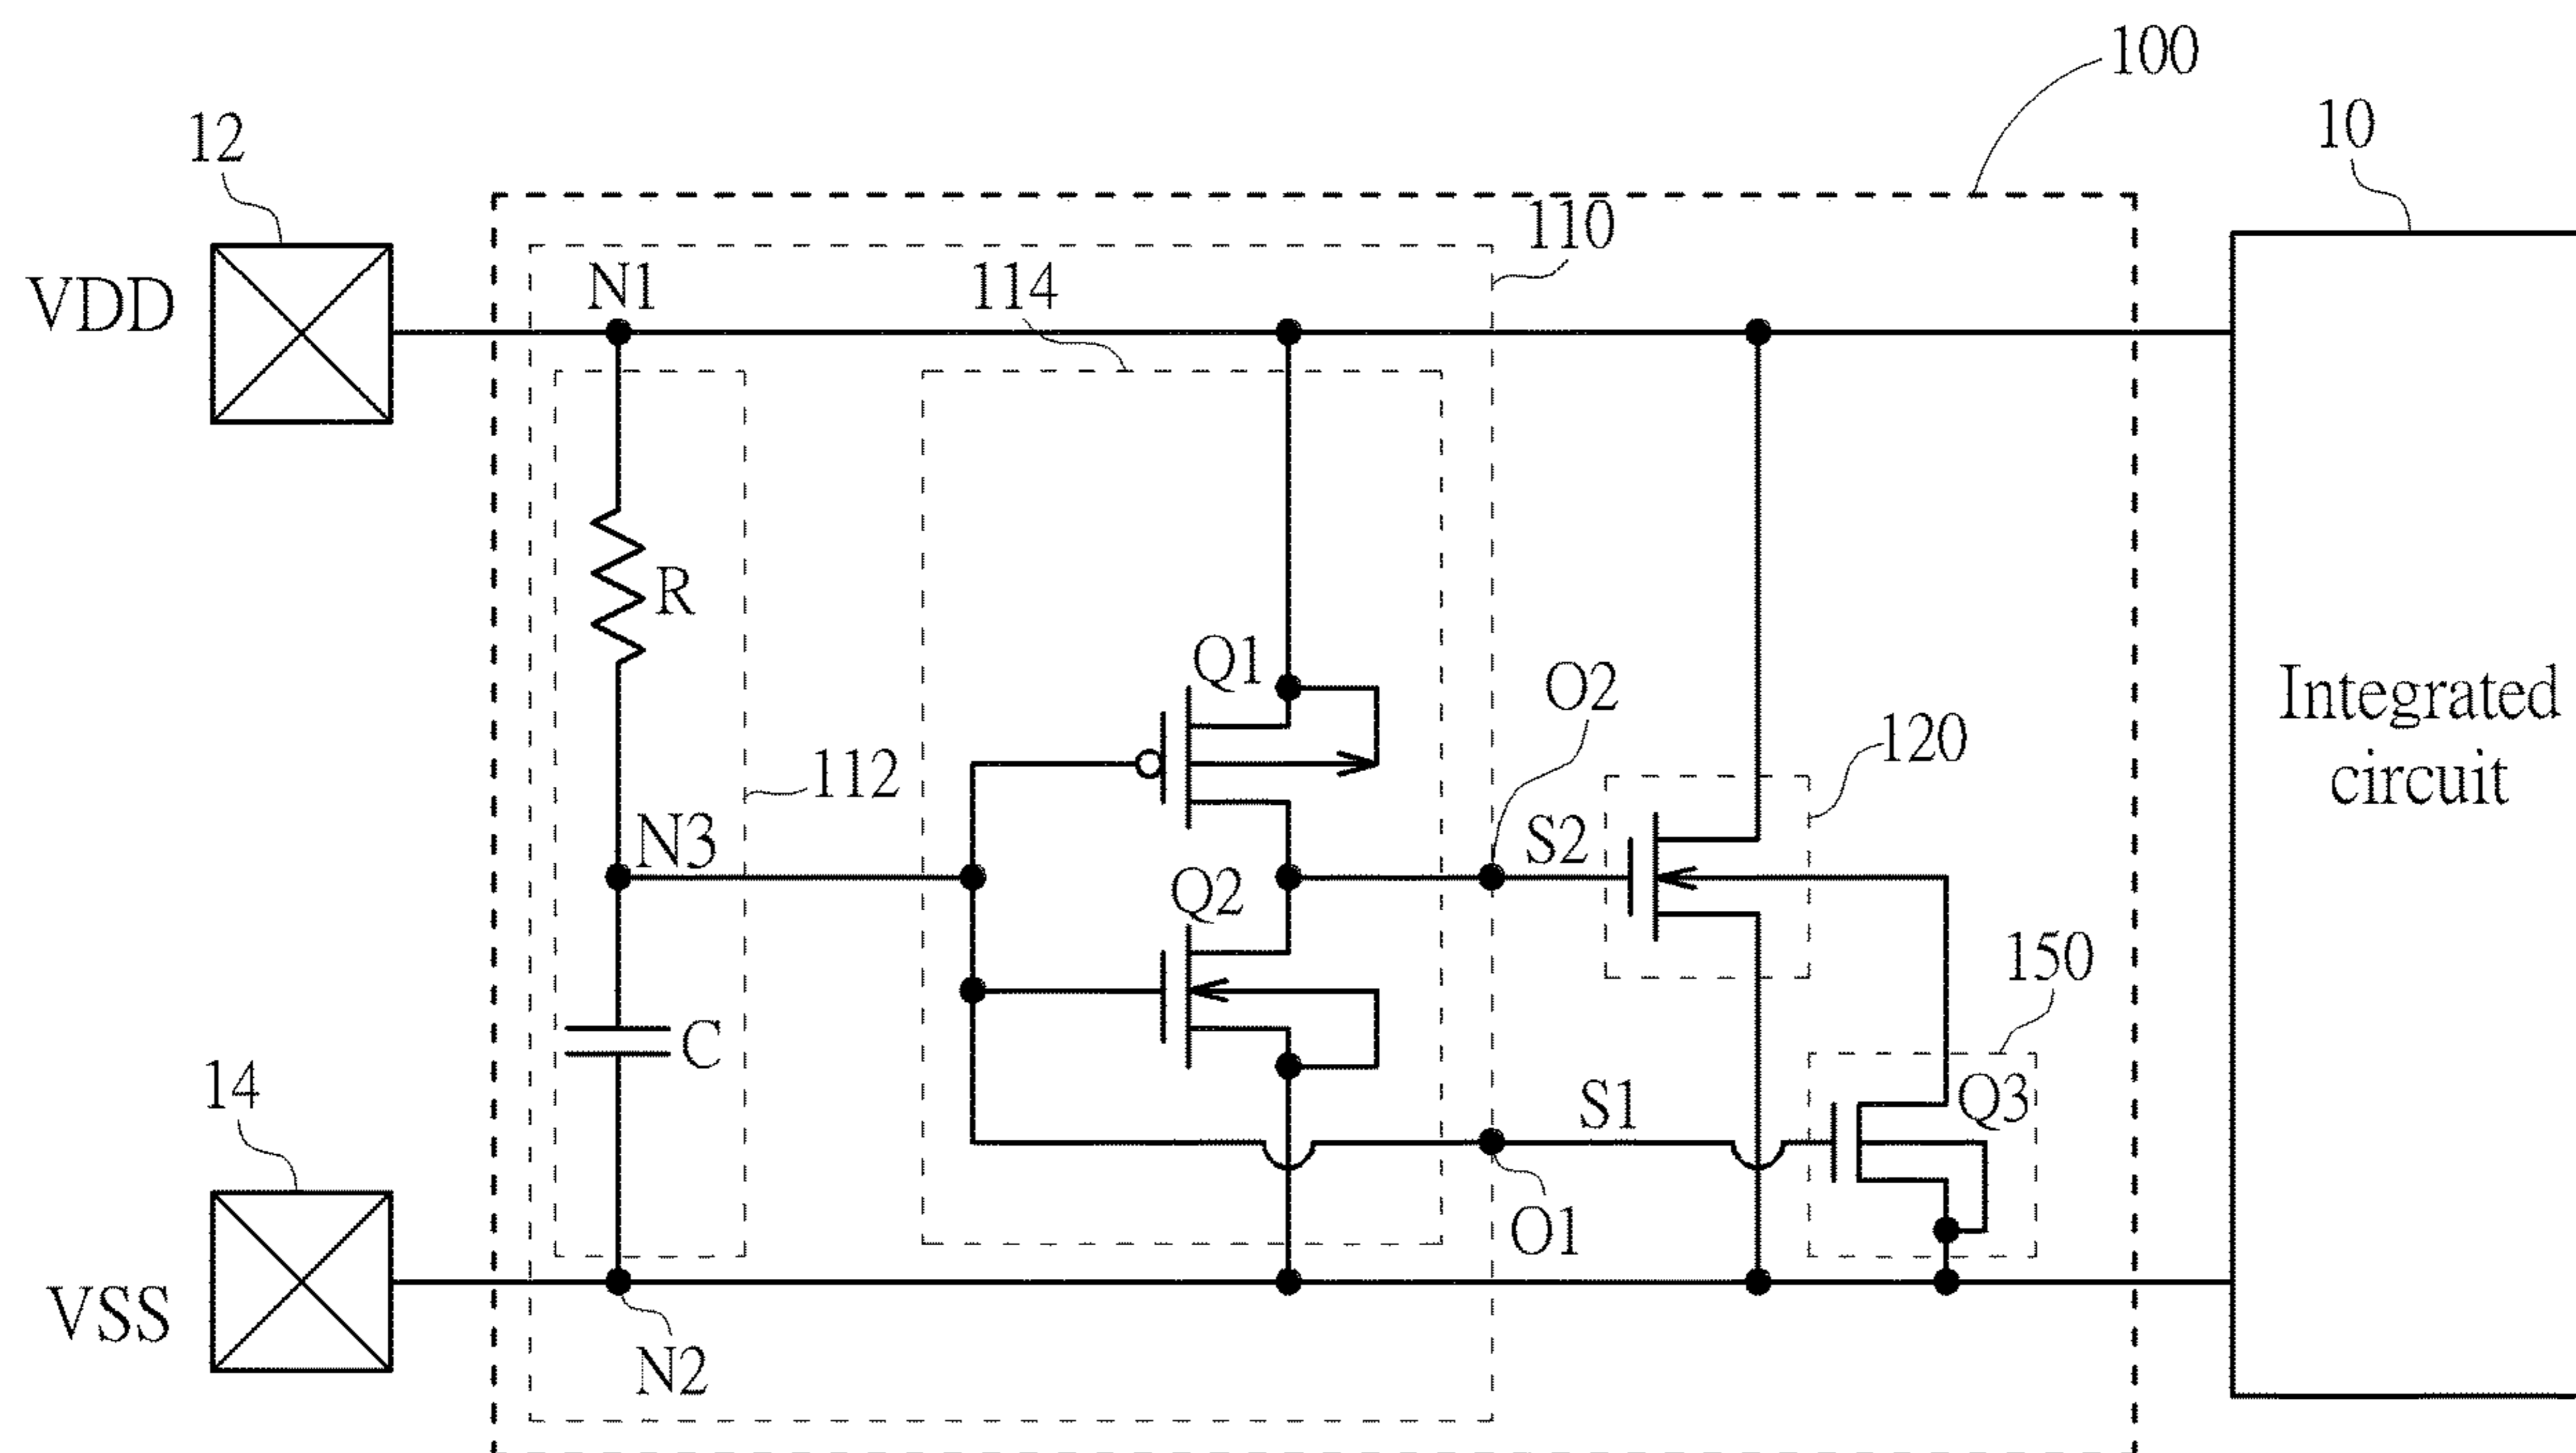 100
12
10
110
VDD
N1
114
R
Q1
O2
Integrated
circuit
120
112
N3
S2
Q2
150
C
14
S1
Q3
O1
VSS
N2